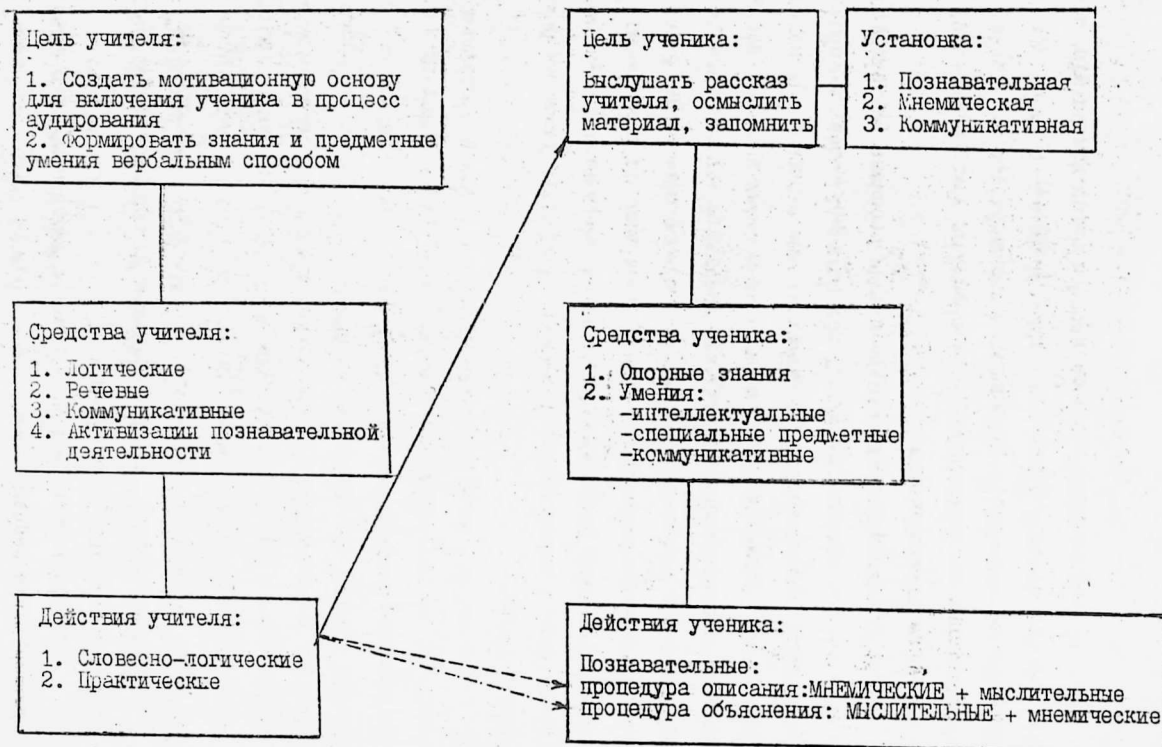 Цель учителя:
1. Создать мотивационную основу
для включения ученика в процесс
аудирования
2. Формировать знания и предметные
умения вербальным способом
Цель ученика:
Выслушать рассказ
учителя, осмыслить
материал, запомнить
Установка:
1. Познавательная
2. Мнемическая
3. Коммуникативная
Средства учителя:
1. Логические
2. Речевые
3. Коммуникативные
4. Активизации познавательной
деятельности
Средства ученика:
1. Опорные знания
2. Умения:
-интеллектуальные
-специальные предметные
-коммуникативные
Действия учителя:
1. Словесно-логические
2. Практические
Действия ученика:
Познавательные:
процедура описания:МНЕМИЧЕСКИЕ + мыслительные
процедура объяснения: МЫСЛИТЕЛЬНЫЕ + мнемические